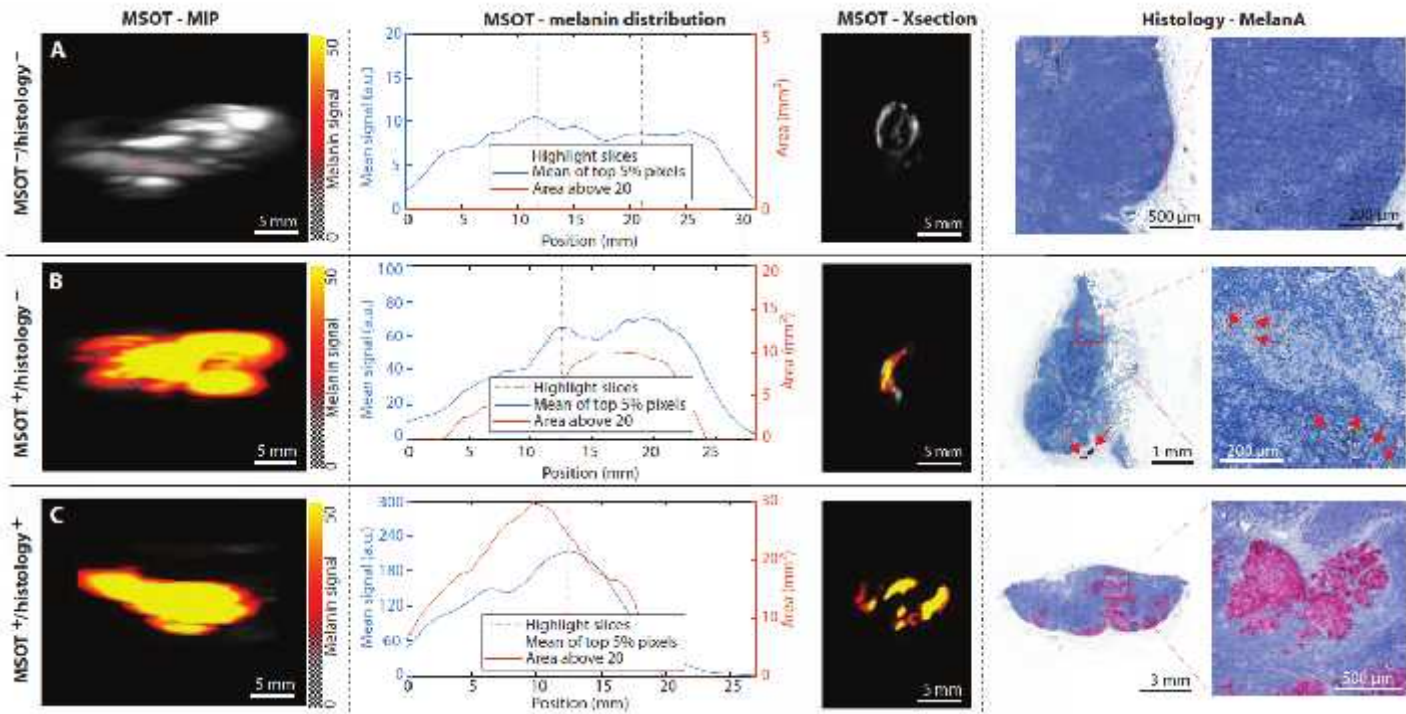 MSOT - MIP
MSOT - melanin distribution
MSOT - Xsection
Histology - MelanA
MSOT⁻/histology⁻
A
5 mm
50
Melanin signal
0
20
15
10
5
0
Mean signal (a.u.)
Highlight slices
Mean of top 5% pixels
Area above 20
5
0
Area (mm²)
0 5 10 15 20 25 30
Position (mm)
5 mm
500 µm
200 µm
MSOT⁺/histology⁻
B
5 mm
50
Melanin signal
0
100
80
60
40
20
0
Mean signal (a.u.)
Highlight slices
Mean of top 5% pixels
Area above 20
20
15
10
5
0
Area (mm²)
0 5 10 15 20 25
Position (mm)
5 mm
1 mm
200 µm
MSOT⁺/histology⁺
C
5 mm
50
Melanin signal
0
300
240
180
120
60
0
Mean signal (a.u.)
Highlight slices
Mean of top 5% pixels
Area above 20
30
20
10
0
Area (mm²)
0 5 10 15 20 25
Position (mm)
5 mm
3 mm
500 µm